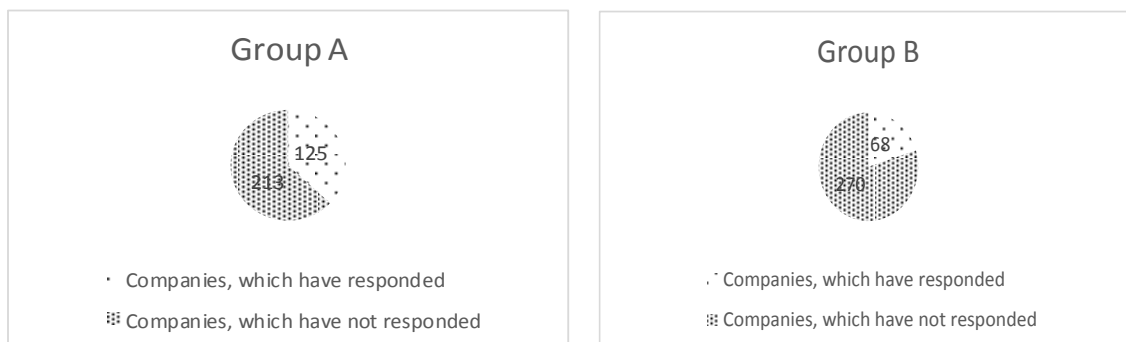 Group A
125
213
Companies, which have responded
Companies, which have not responded
Group B
68
270
Companies, which have responded
Companies, which have not responded